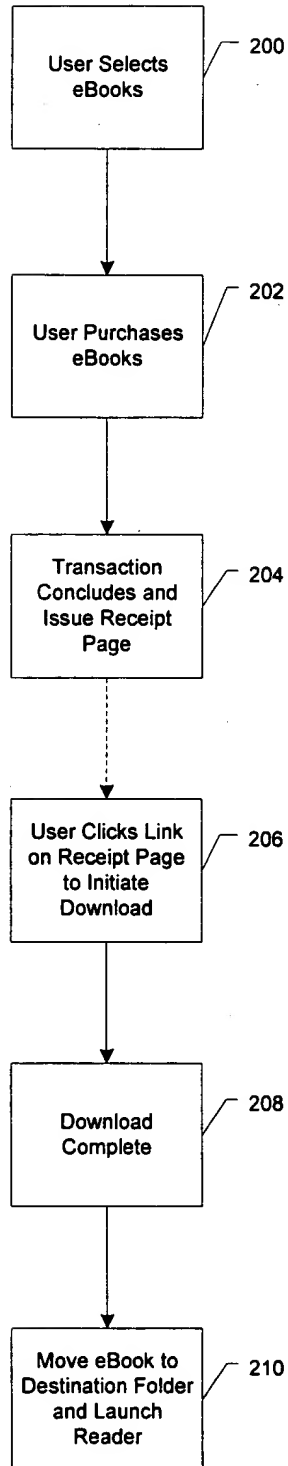 User Selects
eBooks
200
User Purchases
eBooks
202
Transaction
Concludes and
Issue Receipt
Page
204
User Clicks Link
on Receipt Page
to Initiate
Download
206
Download
Complete
208
Move eBook to
Destination Folder
and Launch
Reader
210